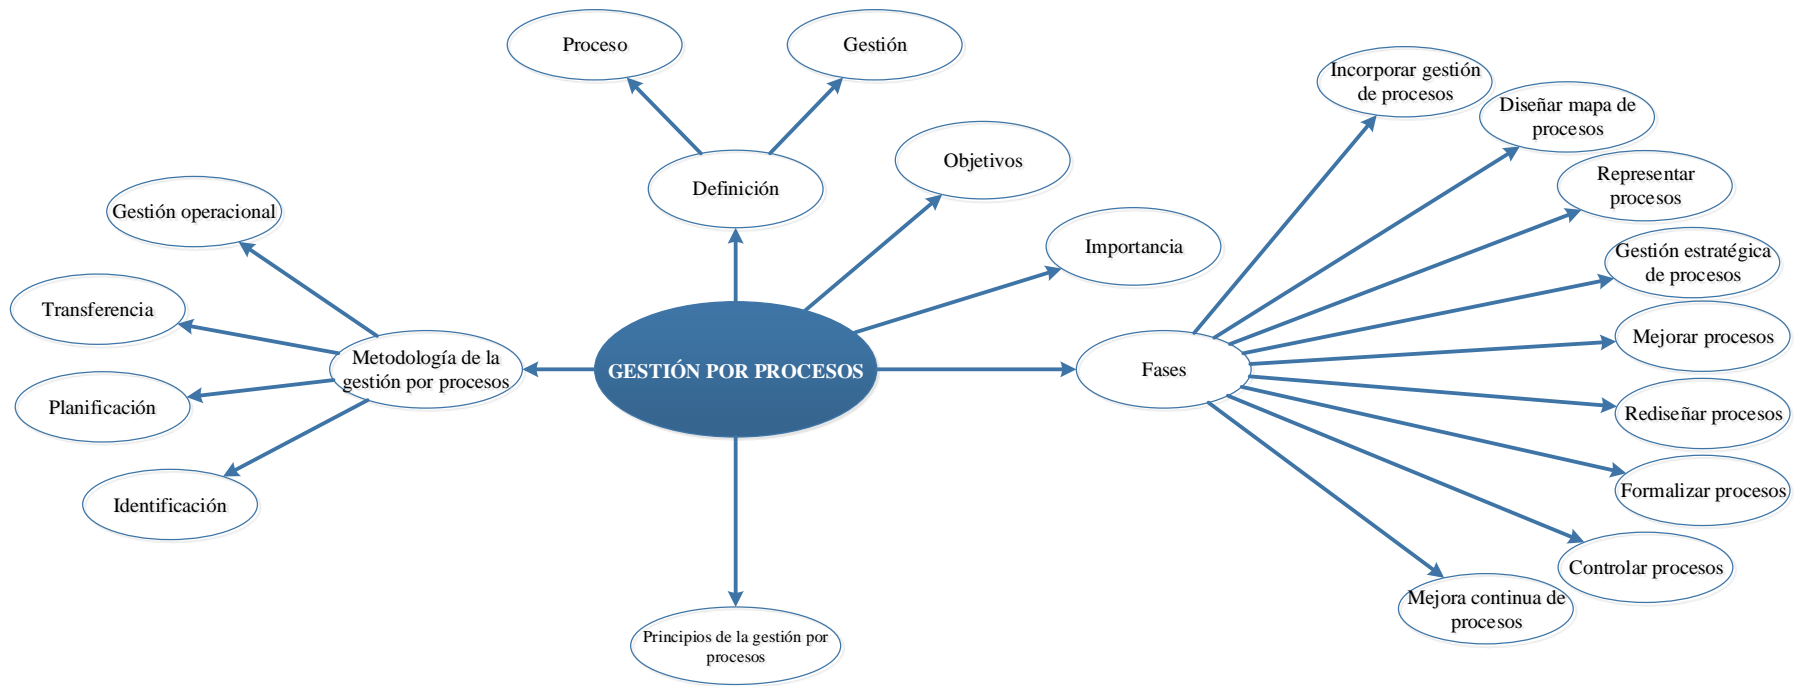 Proceso
Gestión
Incorporar gestión
de procesos
Diseñar mapa de
procesos
Objetivos
Definición
Representar
procesos
Gestión operacional
Importancia
Gestión estratégica
de procesos
Transferencia
Mejorar procesos
Metodología de la
gestión por procesos
GESTIÓN POR PROCESOS
Fases
Planificación
Rediseñar procesos
Identificación
Formalizar procesos
Controlar procesos
Mejora continua de
procesos
Principios de la gestión por
procesos